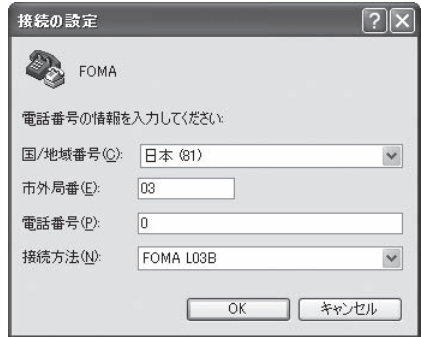 接続の設定
FOMA
電話番号の情報を入力してください:
国/地域番号(C): 日本 (81)
市外局番(E): 03
電話番号(P): 0
接続方法(N): FOMA L03B
OK キャンセル